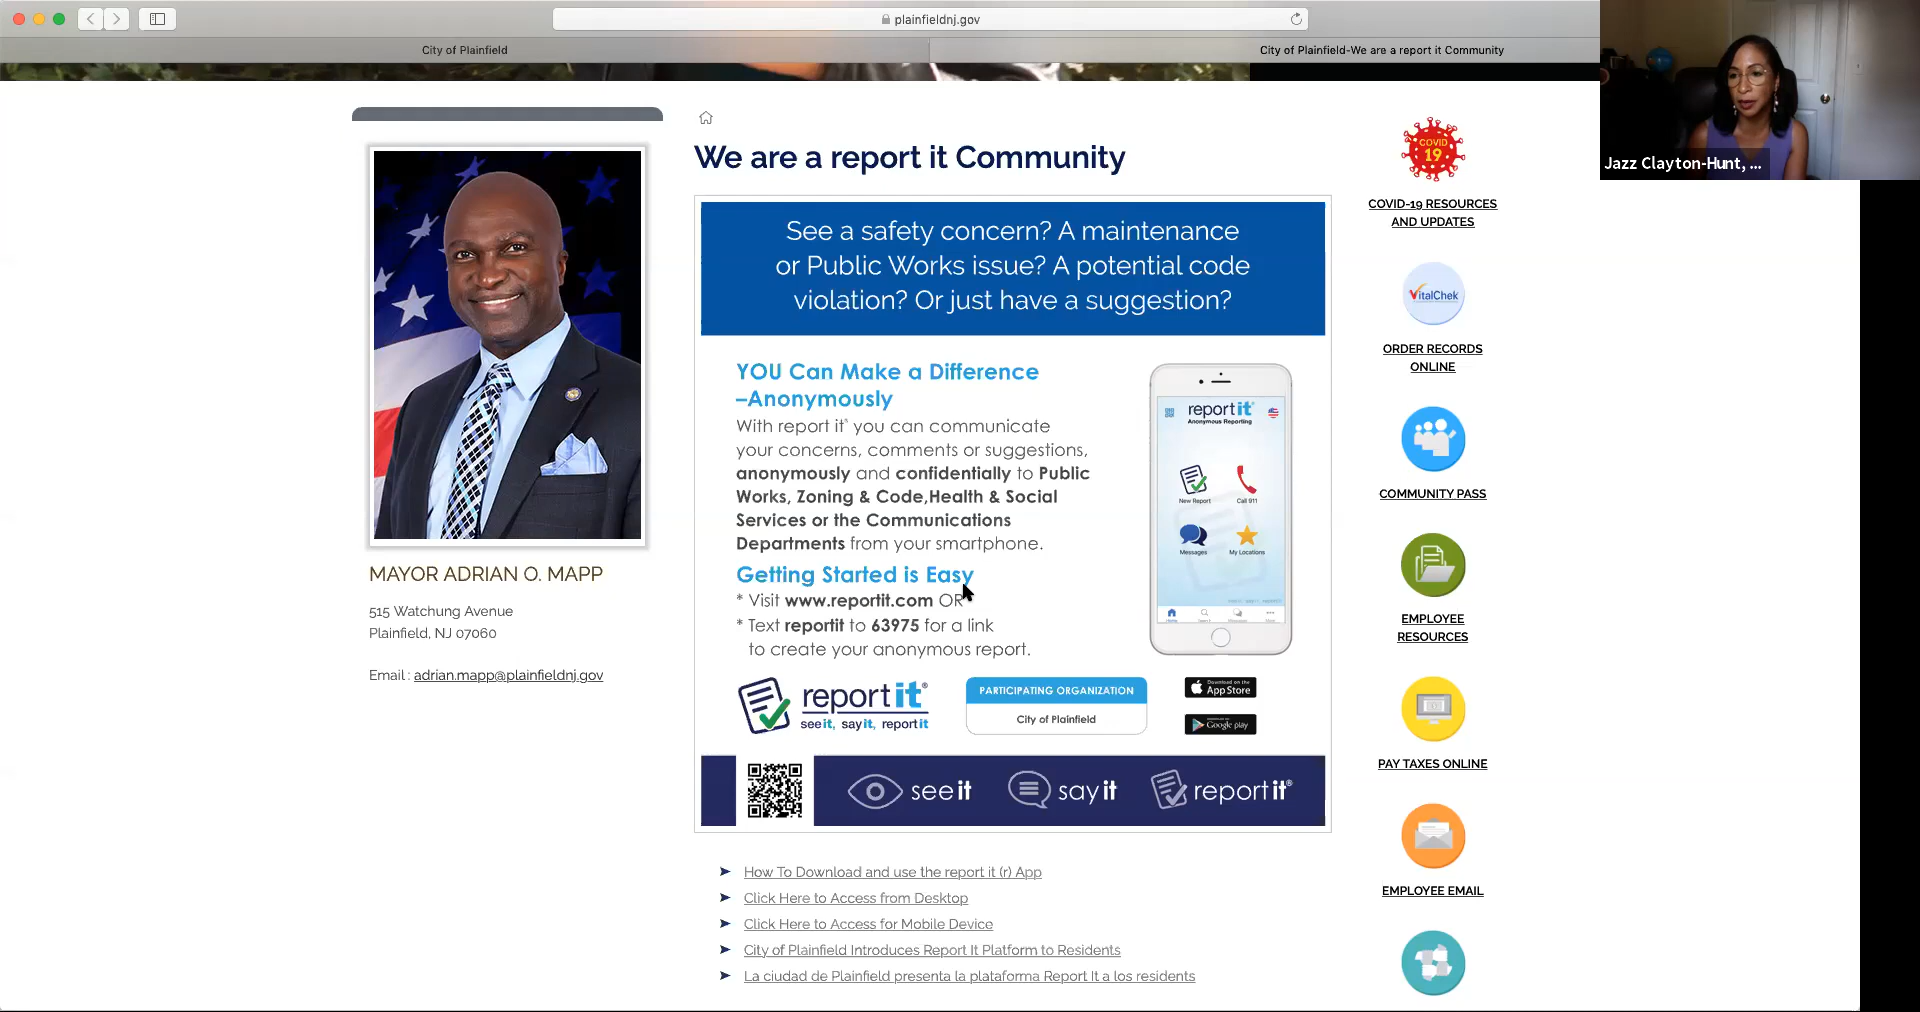 plainfieldnj.gov
City of Plainfield
City of Plainfield-We are a report it Community
Jazz Clayton-Hunt, ...
MAYOR ADRIAN O. MAPP
515 Watchung Avenue
Plainfield, NJ 07060
Email : adrian.mapp@plainfieldnj.gov
We are a report it Community
See a safety concern? A maintenance
or Public Works issue? A potential code
violation? Or just have a suggestion?
YOU Can Make a Difference
–Anonymously
With report it® you can communicate
your concerns, comments or suggestions,
anonymously and confidentially to Public
Works, Zoning & Code,Health & Social
Services or the Communications
Departments from your smartphone.
Getting Started is Easy
* Visit www.reportit.com OR
* Text reportit to 63975 for a link
to create your anonymous report.
report it®
Anonymous Reporting
New Report
Call 911
Messages
My Locations
report it®
see it, say it, report it
PARTICIPATING ORGANIZATION
City of Plainfield
Download on the
App Store
Google play
see it
say it
report it®
How To Download and use the report it (r) App
Click Here to Access from Desktop
Click Here to Access for Mobile Device
City of Plainfield Introduces Report It Platform to Residents
La ciudad de Plainfield presenta la plataforma Report It a los residents
COVID
19
COVID-19 RESOURCES
AND UPDATES
VitalChek
ORDER RECORDS
ONLINE
COMMUNITY PASS
EMPLOYEE
RESOURCES
PAY TAXES ONLINE
EMPLOYEE EMAIL